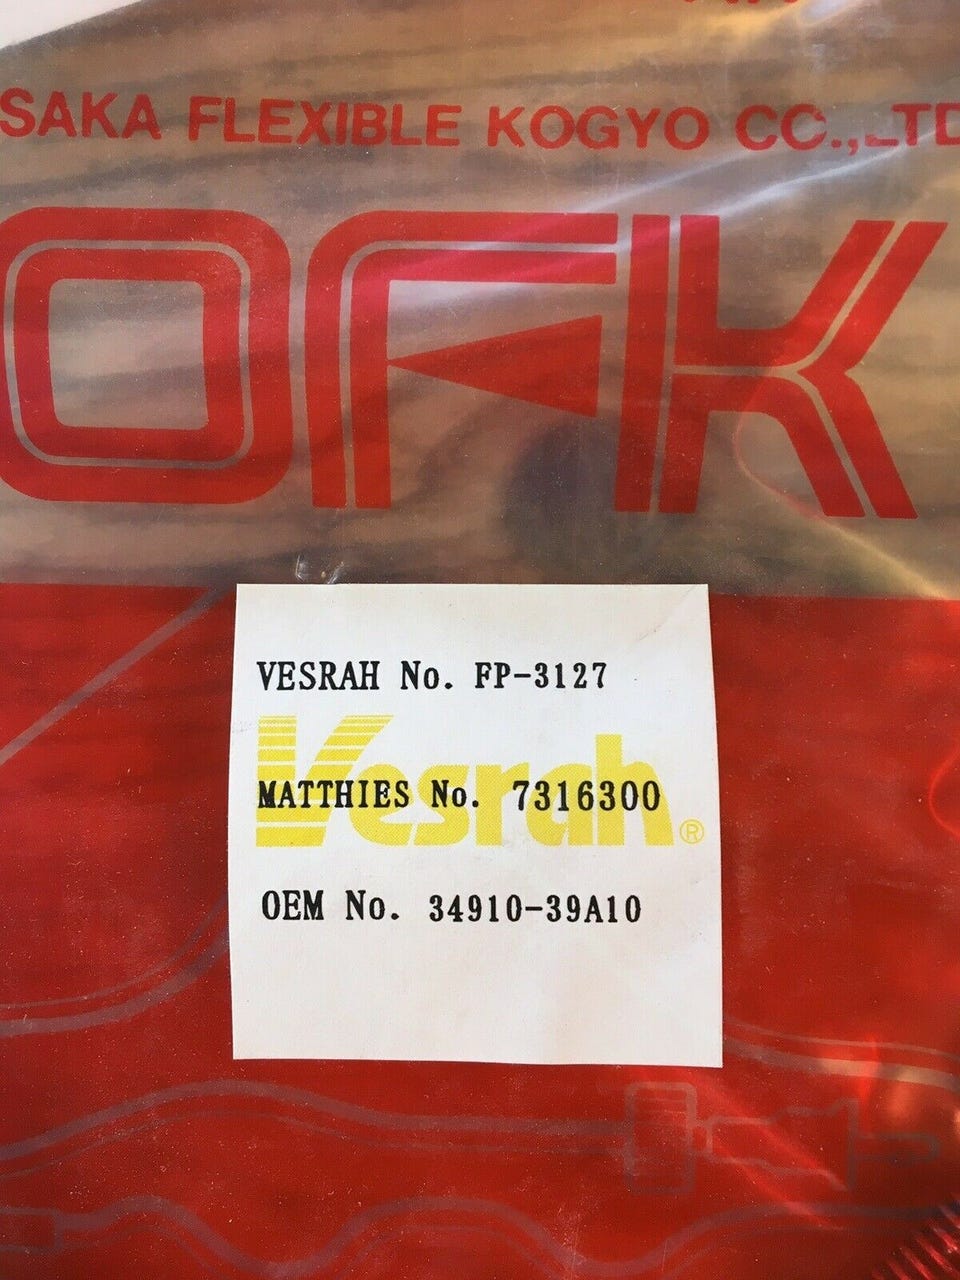 SAKA FLEXIBLE KOGYO CO.,LTD
OFK
VESRAH No. FP-3127
Vesrah®
MATTHIES No. 7316300
OEM No. 34910-39A10